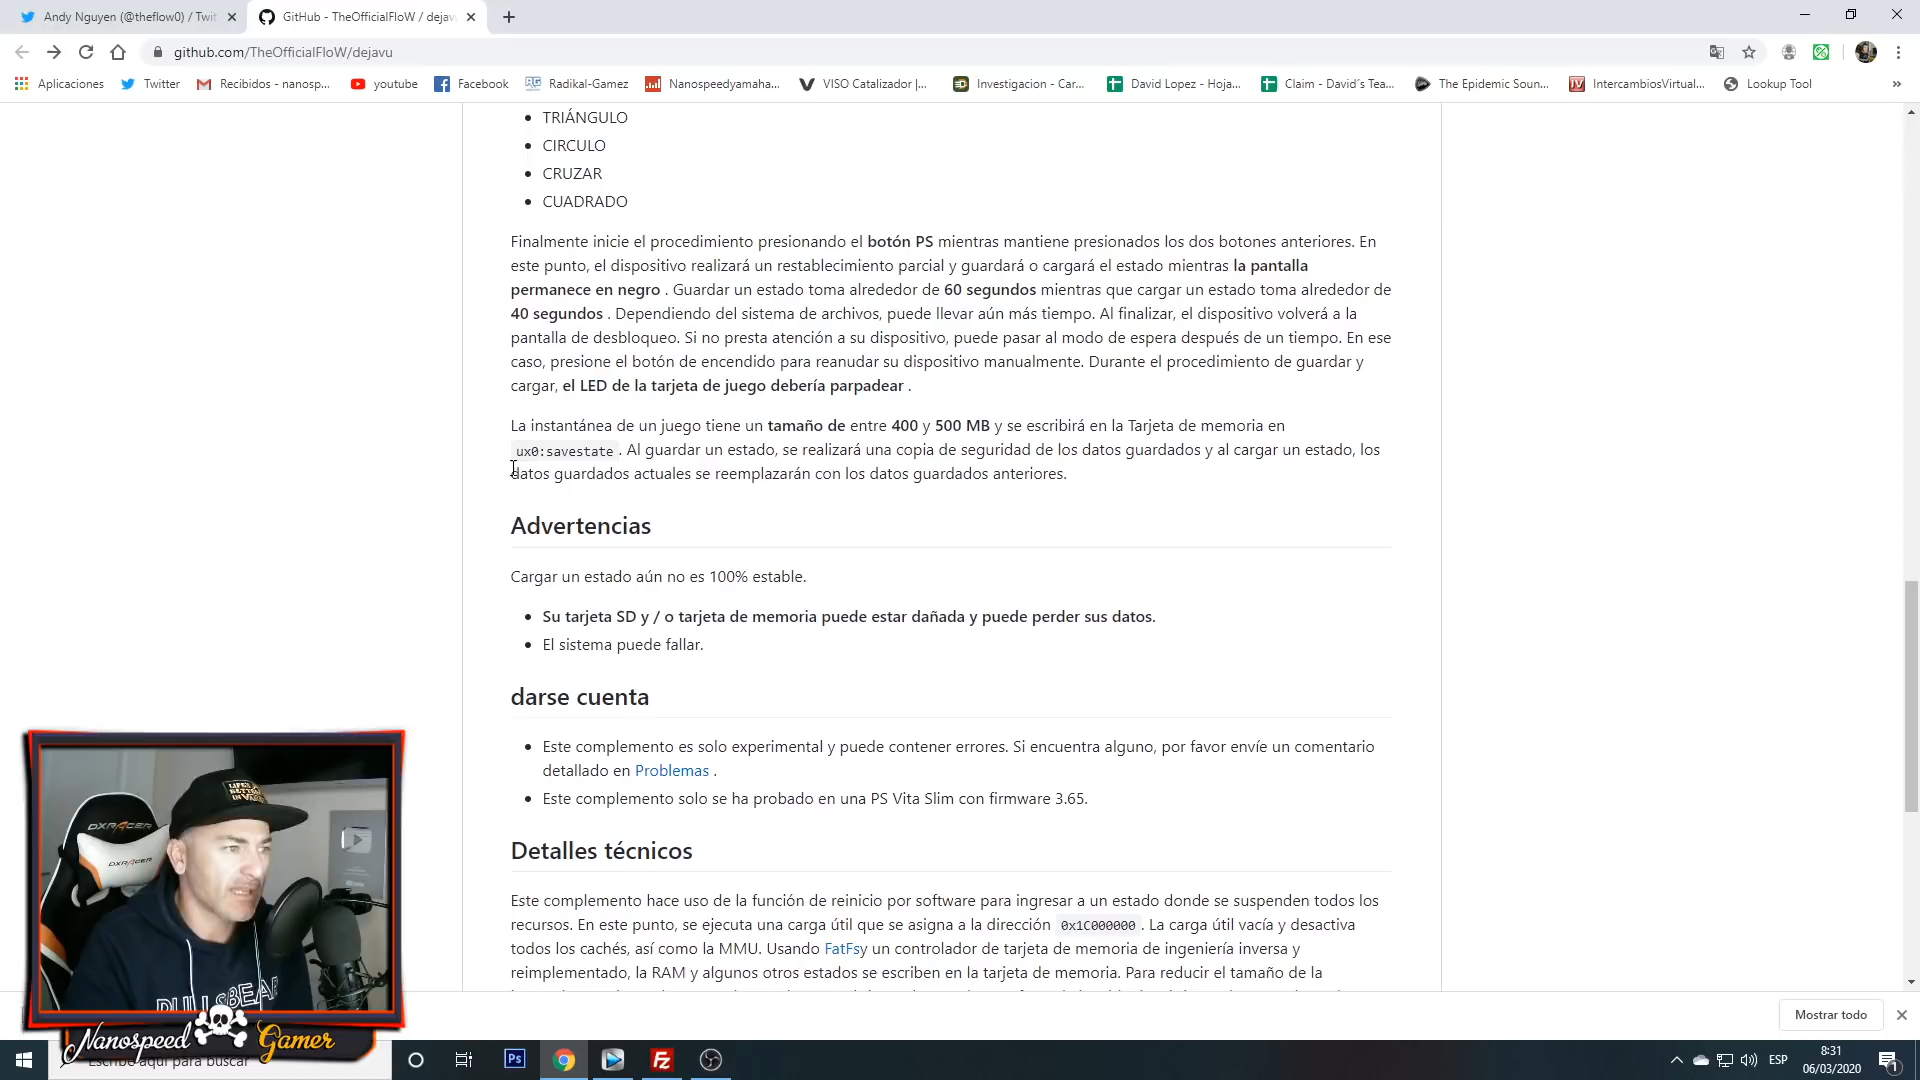 Andy Nguyen (@theflow0) / Twit
GitHub - TheOfficialFloW / dejav
github.com/TheOfficialFloW/dejavu
Aplicaciones
Twitter
Recibidos - nanosp...
youtube
Facebook
Radikal-Gamez
Nanospeedyamaha...
VISO Catalizador |...
Investigacion - Car...
David Lopez - Hoja...
Claim - David´s Tea...
The Epidemic Soun...
IntercambiosVirtual...
Lookup Tool
»
• TRIÁNGULO
• CIRCULO
• CRUZAR
• CUADRADO
Finalmente inicie el procedimiento presionando el botón PS mientras mantiene presionados los dos botones anteriores. En
este punto, el dispositivo realizará un restablecimiento parcial y guardará o cargará el estado mientras la pantalla
permanece en negro . Guardar un estado toma alrededor de 60 segundos mientras que cargar un estado toma alrededor de
40 segundos . Dependiendo del sistema de archivos, puede llevar aún más tiempo. Al finalizar, el dispositivo volverá a la
pantalla de desbloqueo. Si no presta atención a su dispositivo, puede pasar al modo de espera después de un tiempo. En ese
caso, presione el botón de encendido para reanudar su dispositivo manualmente. Durante el procedimiento de guardar y
cargar, el LED de la tarjeta de juego debería parpadear .
La instantánea de un juego tiene un tamaño de entre 400 y 500 MB y se escribirá en la Tarjeta de memoria en
ux0:savestate . Al guardar un estado, se realizará una copia de seguridad de los datos guardados y al cargar un estado, los
datos guardados actuales se reemplazarán con los datos guardados anteriores.
Advertencias
Cargar un estado aún no es 100% estable.
• Su tarjeta SD y / o tarjeta de memoria puede estar dañada y puede perder sus datos.
• El sistema puede fallar.
darse cuenta
• Este complemento es solo experimental y puede contener errores. Si encuentra alguno, por favor envíe un comentario
detallado en Problemas .
• Este complemento solo se ha probado en una PS Vita Slim con firmware 3.65.
Detalles técnicos
Este complemento hace uso de la función de reinicio por software para ingresar a un estado donde se suspenden todos los
recursos. En este punto, se ejecuta una carga útil que se asigna a la dirección 0x1C000000 . La carga útil vacía y desactiva
todos los cachés, así como la MMU. Usando FatFsy un controlador de tarjeta de memoria de ingeniería inversa y
reimplementado, la RAM y algunos otros estados se escriben en la tarjeta de memoria. Para reducir el tamaño de la
DXRACER
DXRACER
PULL&BEAR
Nanospeed Gamer
Mostrar todo
Escribe aquí para buscar
Ps
Fz
ESP
8:31
06/03/2020
1